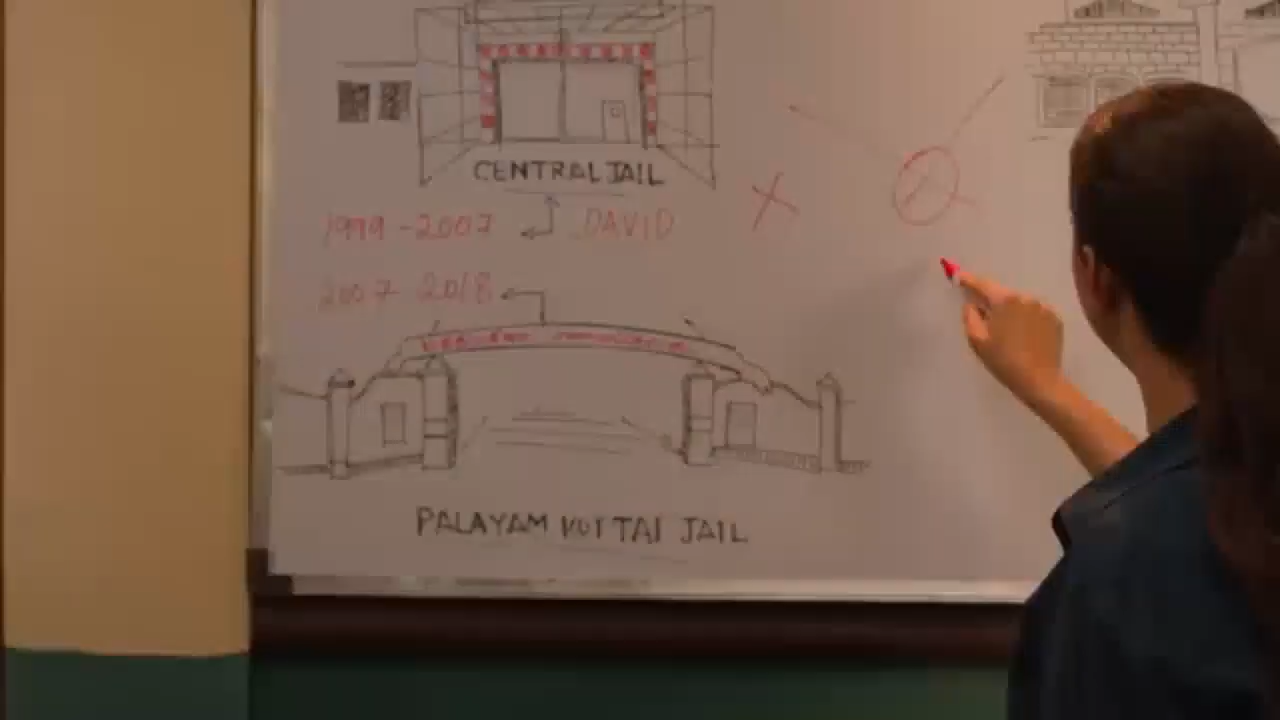 CENTRAL JAIL
1999 - 2007 DAVID X
2007 2018
PALAYAM KOTTAI JAIL